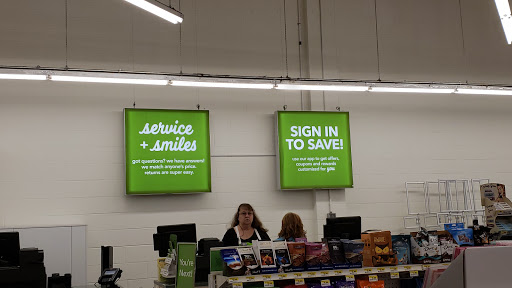 service
+ smiles
got questions? we have answers!
we match anyone's price.
returns are super easy.
SIGN IN
TO SAVE!
use our app to get offers,
coupons and rewards
customized for you
You're
Next!